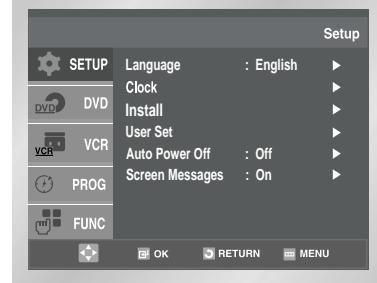 Setup
SETUP
DVD DVD
VCR VCR
PROG
FUNC
Language : English ►
Clock ►
Install ►
User Set ►
Auto Power Off : Off ►
Screen Messages : On ►
OK RETURN MENU